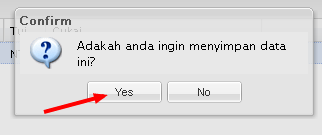 Confirm
Adakah anda ingin menyimpan data
ini?
Yes
No